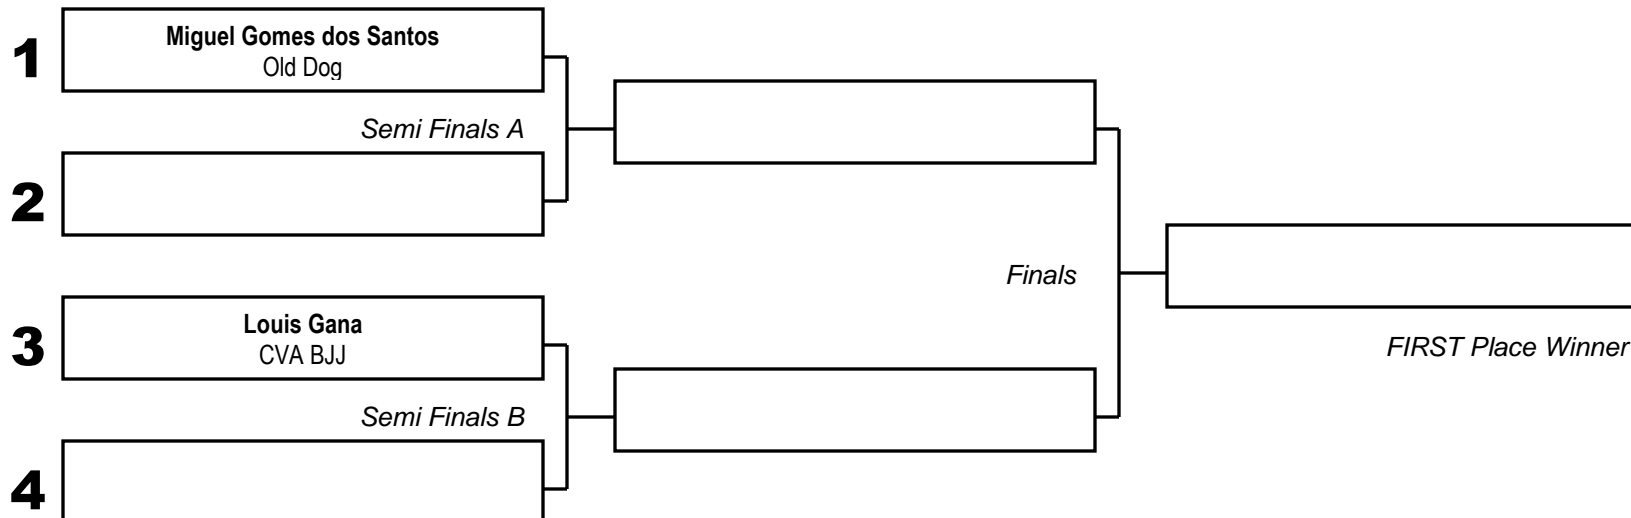 1
Miguel Gomes dos Santos
Old Dog
Semi Finals A
2
Finals
3
Louis Gana
CVA BJJ
FIRST Place Winner
Semi Finals B
4